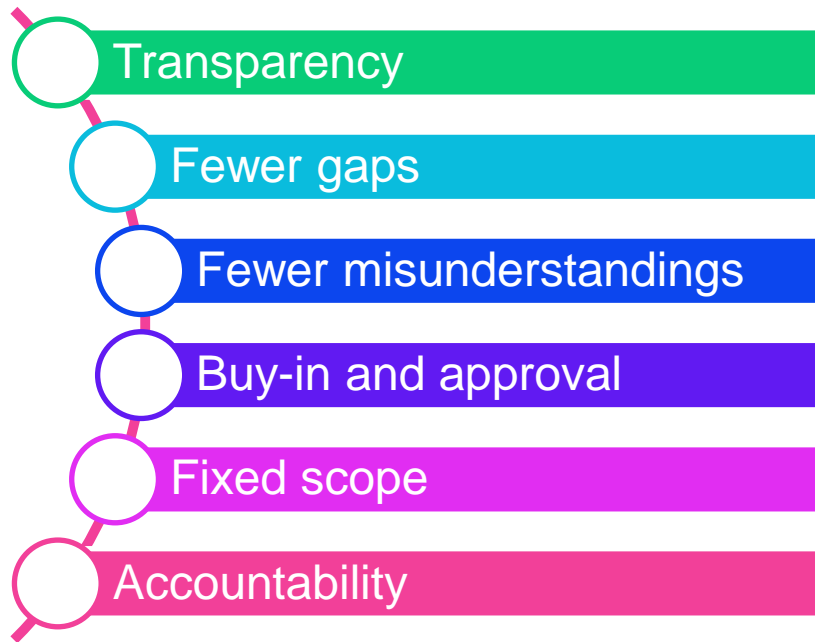 Transparency
Fewer gaps
Fewer misunderstandings
Buy-in and approval
Fixed scope
Accountability